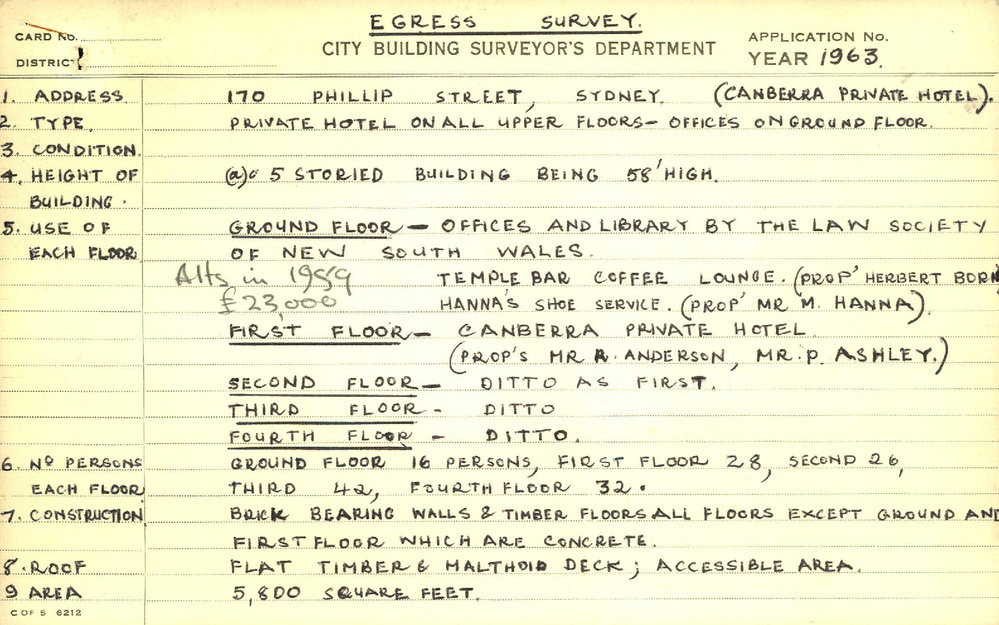 EGRESS SURVEY.
CARD No.
CITY BUILDING SURVEYOR'S DEPARTMENT
APPLICATION No.
DISTRICT
YEAR 1963.
1. ADDRESS 170 PHILLIP STREET, SYDNEY. (CANBERRA PRIVATE HOTEL).
2. TYPE. PRIVATE HOTEL ON ALL UPPER FLOORS - OFFICES ON GROUND FLOOR.
3. CONDITION.
4. HEIGHT OF (a) 5 STORIED BUILDING BEING 58' HIGH.
BUILDING.
5. USE OF GROUND FLOOR - OFFICES AND LIBRARY BY THE LAW SOCIETY
EACH FLOOR OF NEW SOUTH WALES.
Alts in 1959 TEMPLE BAR COFFEE LOUNGE. (PROP' HERBERT BORN
£23,000 HANNA'S SHOE SERVICE. (PROP' MR M. HANNA).
FIRST FLOOR - CANBERRA PRIVATE HOTEL.
(PROP'S MR A. ANDERSON, MR. P. ASHLEY.)
SECOND FLOOR - DITTO AS FIRST.
THIRD FLOOR - DITTO
FOURTH FLOOR - DITTO.
6. Nº PERSONS GROUND FLOOR 16 PERSONS, FIRST FLOOR 28, SECOND 26,
EACH FLOOR THIRD 42, FOURTH FLOOR 32.
7. CONSTRUCTION BRICK BEARING WALLS & TIMBER FLOORS ALL FLOORS EXCEPT GROUND AND
FIRST FLOOR WHICH ARE CONCRETE.
8. ROOF FLAT TIMBER & MALTHOID DECK; ACCESSIBLE AREA.
9 AREA 5,800 SQUARE FEET.
C OF S 6212